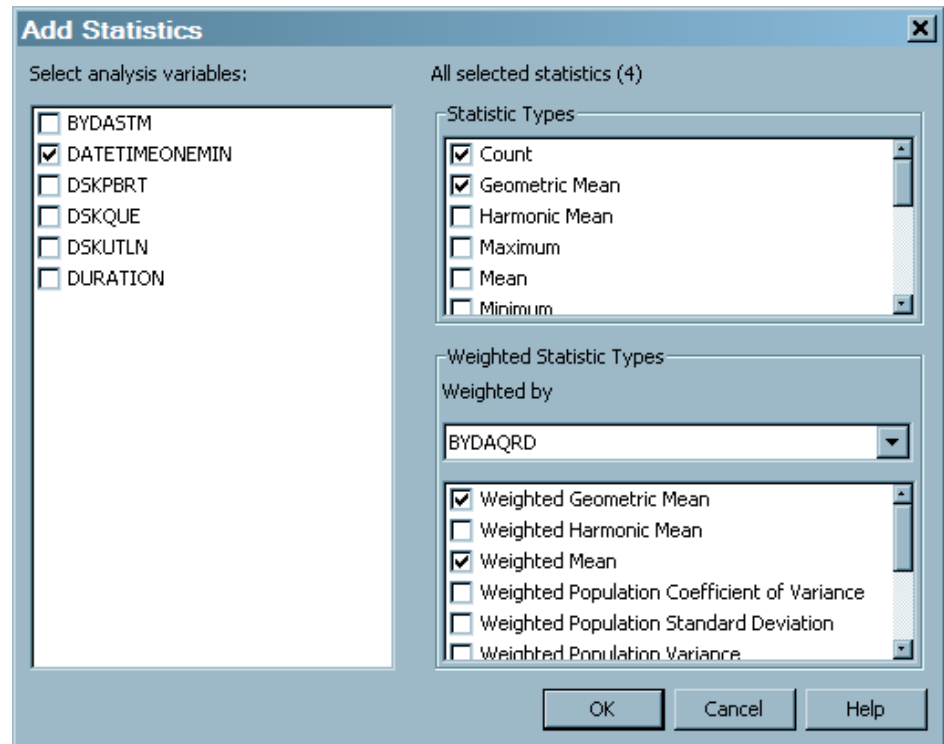 Add Statistics
Select analysis variables:
BYDASTM
DATETIMEONEMIN
DSKPBRT
DSKQUE
DSKUTLN
DURATION
All selected statistics (4)
Statistic Types
Count
Geometric Mean
Harmonic Mean
Maximum
Mean
Minimum
Weighted Statistic Types
Weighted by
BYDAQRD
Weighted Geometric Mean
Weighted Harmonic Mean
Weighted Mean
Weighted Population Coefficient of Variance
Weighted Population Standard Deviation
Weighted Population Variance
OK
Cancel
Help